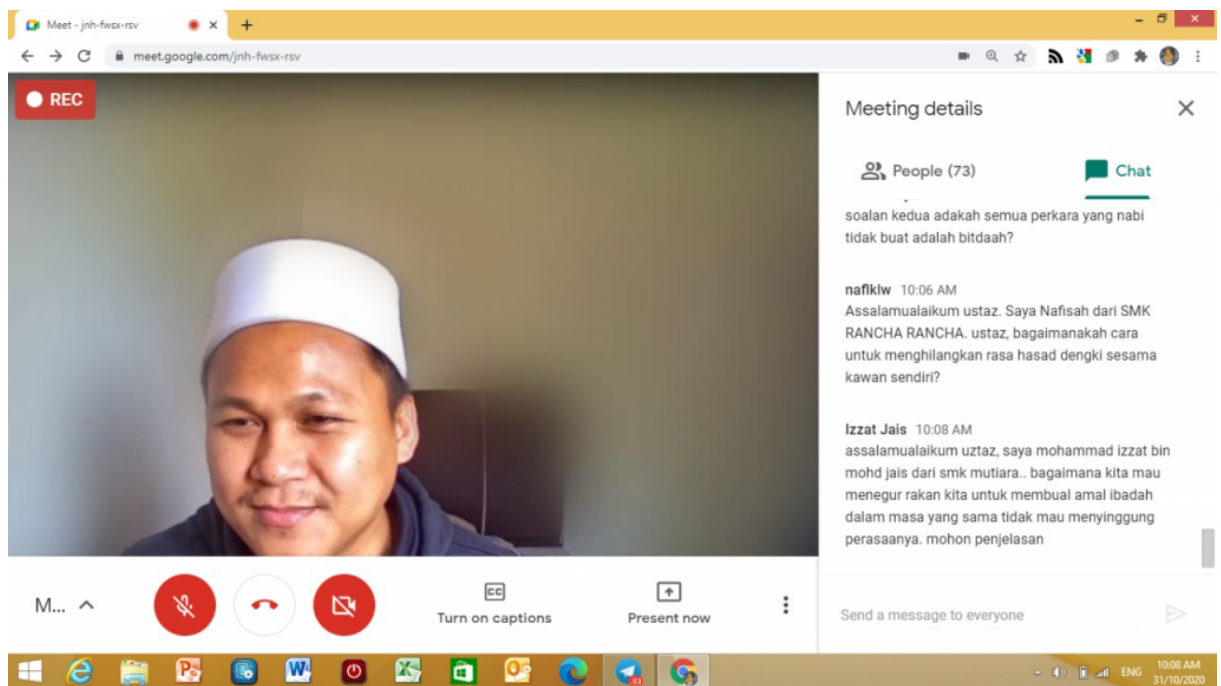 Meet - jnh-fwsx-rsv
meet.google.com/jnh-fwsx-rsv
REC
Meeting details
People (73)
Chat
soalan kedua adakah semua perkara yang nabi
tidak buat adalah bitdaah?
naflklw 10:06 AM
Assalamualaikum ustaz. Saya Nafisah dari SMK
RANCHA RANCHA. ustaz, bagaimanakah cara
untuk menghilangkan rasa hasad dengki sesama
kawan sendiri?
Izzat Jais 10:08 AM
assalamualaikum uztaz, saya mohammad izzat bin
mohd jais dari smk mutiara.. bagaimana kita mau
menegur rakan kita untuk membual amal ibadah
dalam masa yang sama tidak mau menyinggung
perasaanya. mohon penjelasan
M...
CC
Turn on captions
Present now
Send a message to everyone
ENG
10:08 AM
31/10/2020